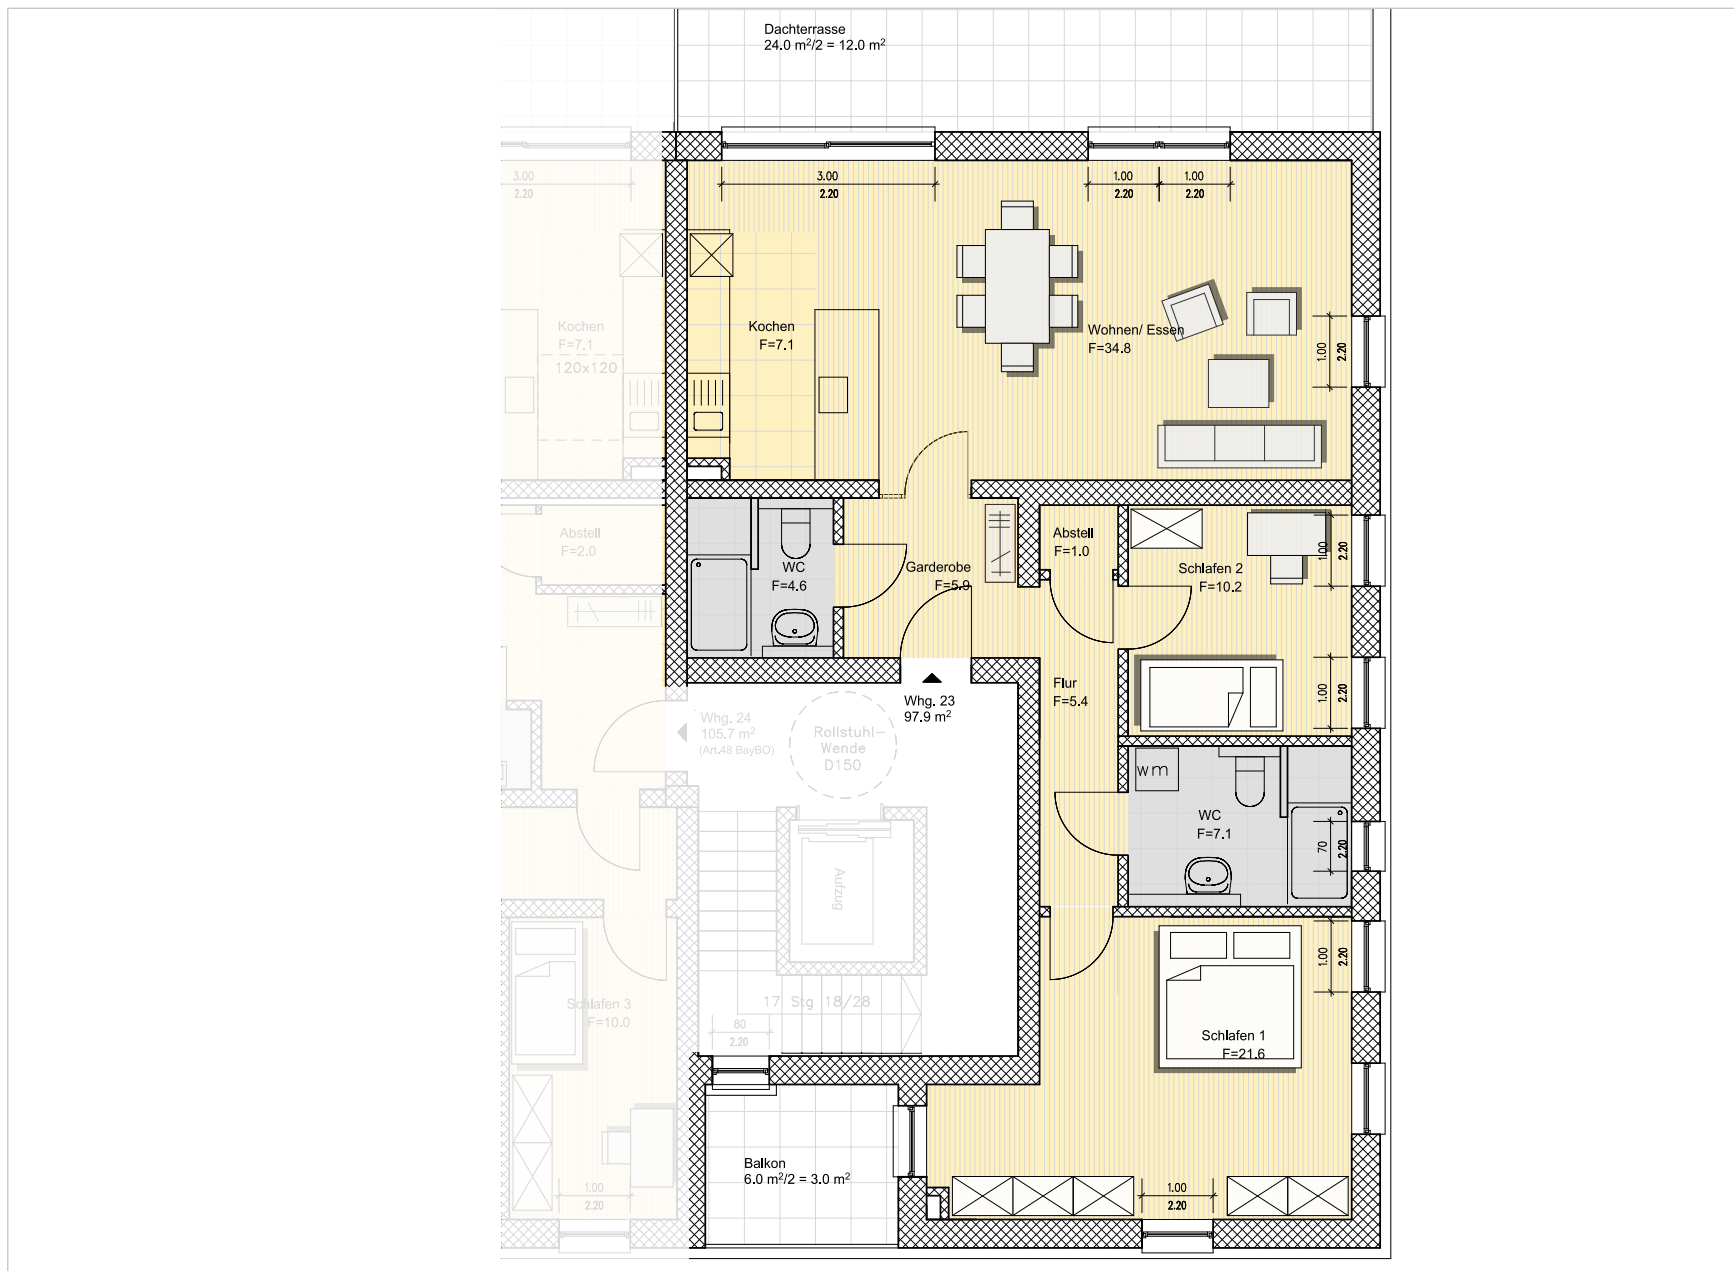 Dachterrasse
24.0 m²/2 = 12.0 m²
3.00
2.20
3.00
2.20
1.00
2.20
1.00
2.20
Kochen
F=7.1
120x120
Kochen
F=7.1
Wohnen/ Essen
F=34.8
1.00
2.20
Abstell
F=2.0
WC
F=4.6
Garderobe
F=5.9
Abstell
F=1.0
Schlafen 2
F=10.2
1.00
2.20
1.00
2.20
Flur
F=5.4
Whg. 23
97.9 m²
Whg. 24
105.7 m²
(Art.48 BayBO)
Rollstuhl-
Wende
D150
wm
WC
F=7.1
70
2.20
Aufzug
1.00
2.20
Schlafen 3
F=10.0
17 Stg 18/28
80
2.20
Schlafen 1
F=21.6
Balkon
6.0 m²/2 = 3.0 m²
1.00
2.20
1.00
2.20